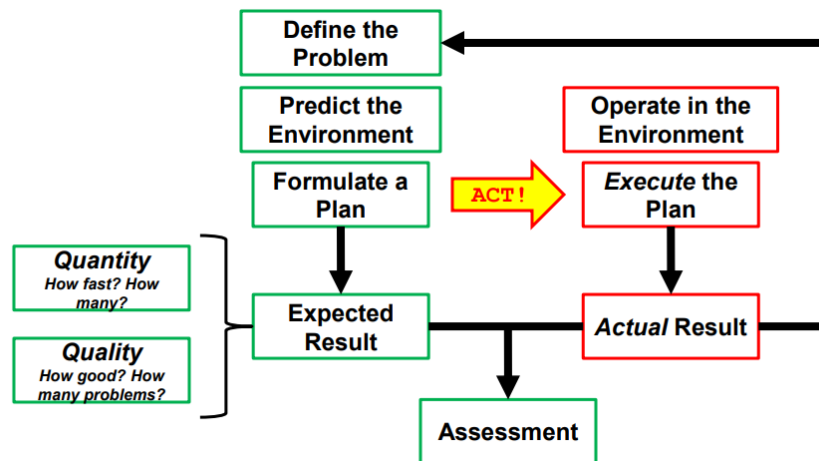 Define the
Problem
Predict the
Environment
Operate in the
Environment
Formulate a
Plan
ACT!
Execute the
Plan
Quantity
How fast? How
many?
Quality
How good? How
many problems?
Expected
Result
Actual Result
Assessment